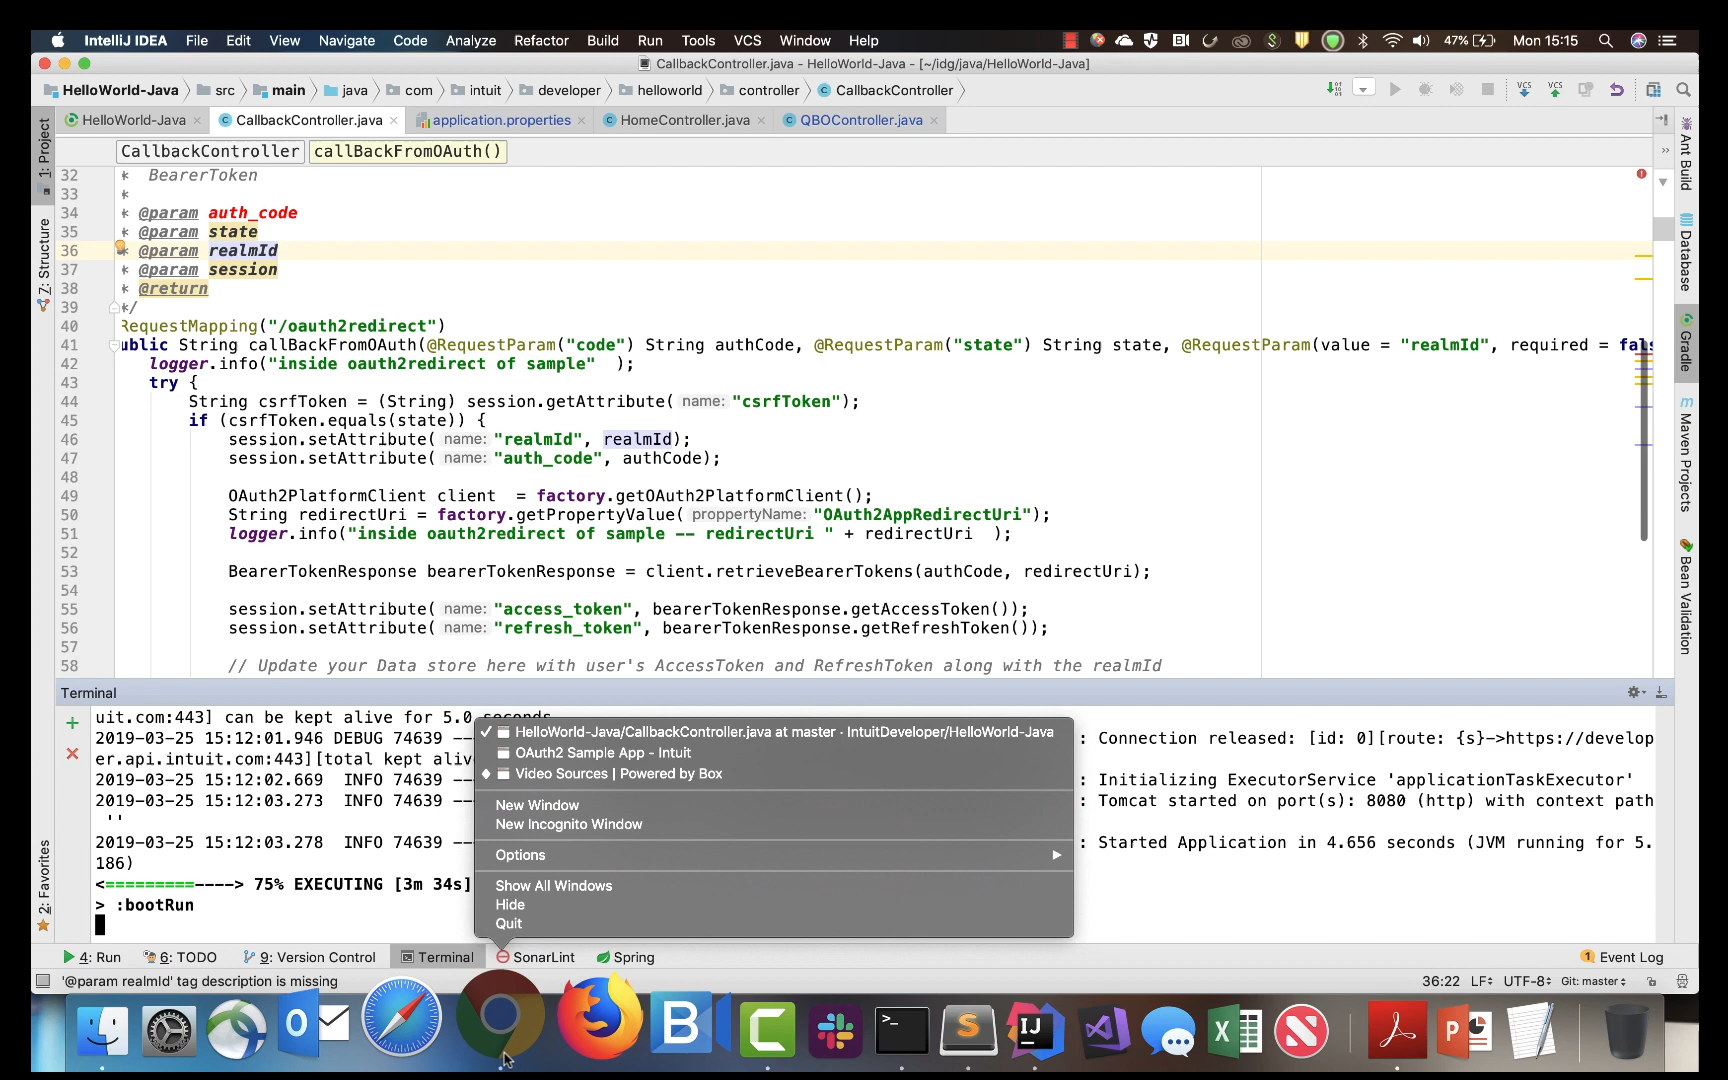 IntelliJ IDEA File Edit View Navigate Code Analyze Refactor Build Run Tools VCS Window Help 47% Mon 15:15
CallbackController.java - HelloWorld-Java - [~/idg/java/HelloWorld-Java]
HelloWorld-Java src main java com intuit developer helloworld controller CallbackController
HelloWorld-Java CallbackController.java application.properties HomeController.java QBOController.java
CallbackController callBackFromOAuth()
32 * BearerToken
33 *
34 * @param auth_code
35 * @param state
36 * @param realmId
37 * @param session
38 * @return
39 */
40 RequestMapping("/oauth2redirect")
41 ublic String callBackFromOAuth(@RequestParam("code") String authCode, @RequestParam("state") String state, @RequestParam(value = "realmId", required = fals
42 logger.info("inside oauth2redirect of sample" );
43 try {
44 String csrfToken = (String) session.getAttribute( name: "csrfToken");
45 if (csrfToken.equals(state)) {
46 session.setAttribute( name: "realmId", realmId);
47 session.setAttribute( name: "auth_code", authCode);
48
49 OAuth2PlatformClient client = factory.getOAuth2PlatformClient();
50 String redirectUri = factory.getPropertyValue( proppertyName: "OAuth2AppRedirectUri");
51 logger.info("inside oauth2redirect of sample -- redirectUri " + redirectUri );
52
53 BearerTokenResponse bearerTokenResponse = client.retrieveBearerTokens(authCode, redirectUri);
54
55 session.setAttribute( name: "access_token", bearerTokenResponse.getAccessToken());
56 session.setAttribute( name: "refresh_token", bearerTokenResponse.getRefreshToken());
57
58 // Update your Data store here with user's AccessToken and RefreshToken along with the realmId
1: Project
Z: Structure
2: Favorites
Ant Build
Database
Gradle
Maven Projects
Bean Validation
Terminal
uit.com:443] can be kept alive for 5.0 seconds
2019-03-25 15:12:01.946 DEBUG 74639 --- : Connection released: [id: 0][route: {s}->https://develop
er.api.intuit.com:443][total kept aliv
2019-03-25 15:12:02.669 INFO 74639 --- : Initializing ExecutorService 'applicationTaskExecutor'
2019-03-25 15:12:03.273 INFO 74639 --- : Tomcat started on port(s): 8080 (http) with context path
''
2019-03-25 15:12:03.278 INFO 74639 --- : Started Application in 4.656 seconds (JVM running for 5.
186)
<=========----> 75% EXECUTING [3m 34s]
> :bootRun
HelloWorld-Java/CallbackController.java at master · IntuitDeveloper/HelloWorld-Java
OAuth2 Sample App - Intuit
Video Sources | Powered by Box
New Window
New Incognito Window
Options
Show All Windows
Hide
Quit
4: Run 6: TODO 9: Version Control Terminal SonarLint Spring 1 Event Log
'@param realmId' tag description is missing 36:22 LF UTF-8 Git: master